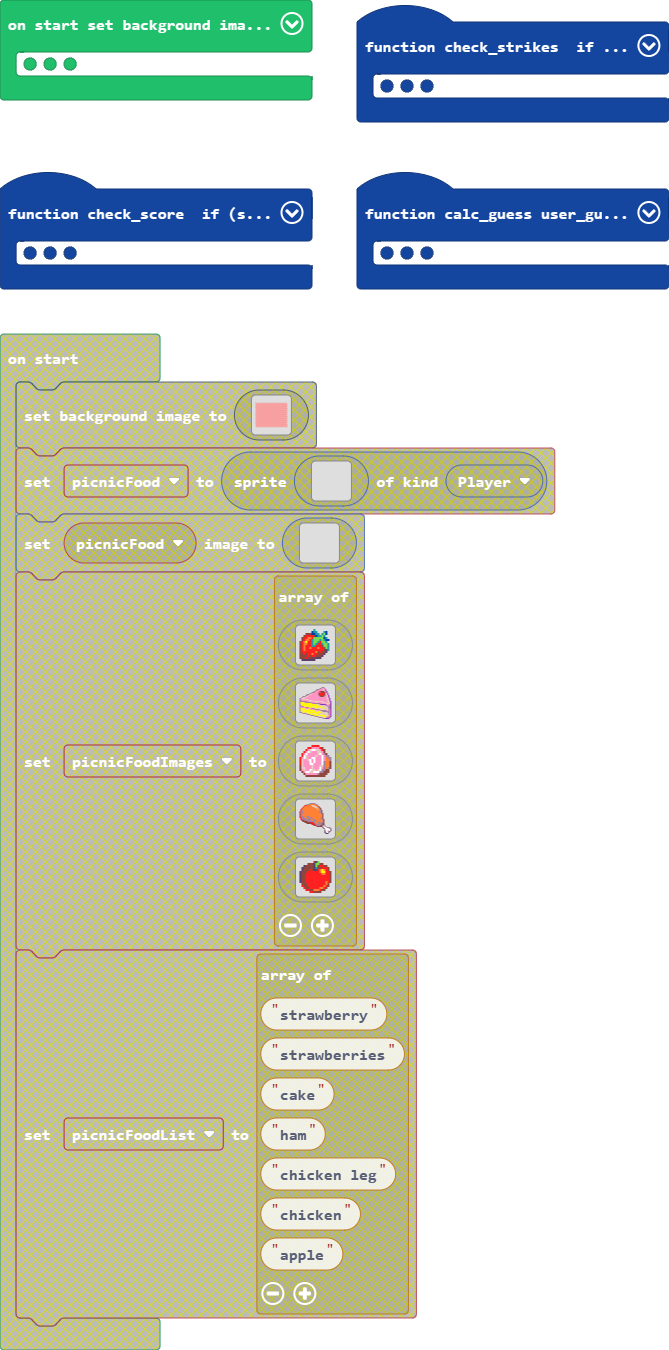 on start set background ima...
function check_strikes  if ...
function check_score  if (s...
function calc_guess user_gu...
on start
set background image to
set picnicFood to sprite of kind Player
set picnicFood image to
array of
set picnicFoodImages to
array of
"strawberry"
"strawberries"
"cake"
set picnicFoodList to "ham"
"chicken leg"
"chicken"
"apple"